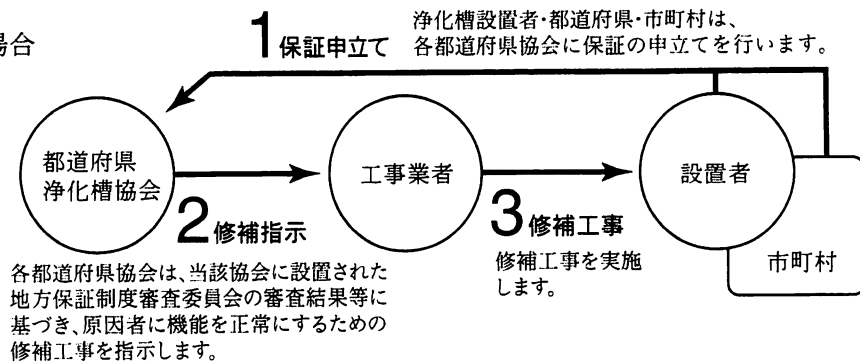 場合
1 保証申立て
浄化槽設置者・都道府県・市町村は、
各都道府県協会に保証の申立てを行います。
都道府県
浄化槽協会
工事業者
設置者
市町村
2 修補指示
各都道府県協会は、当該協会に設置された
地方保証制度審査委員会の審査結果等に
基づき、原因者に機能を正常にするための
修補工事を指示します。
3 修補工事
修補工事を実施
します。